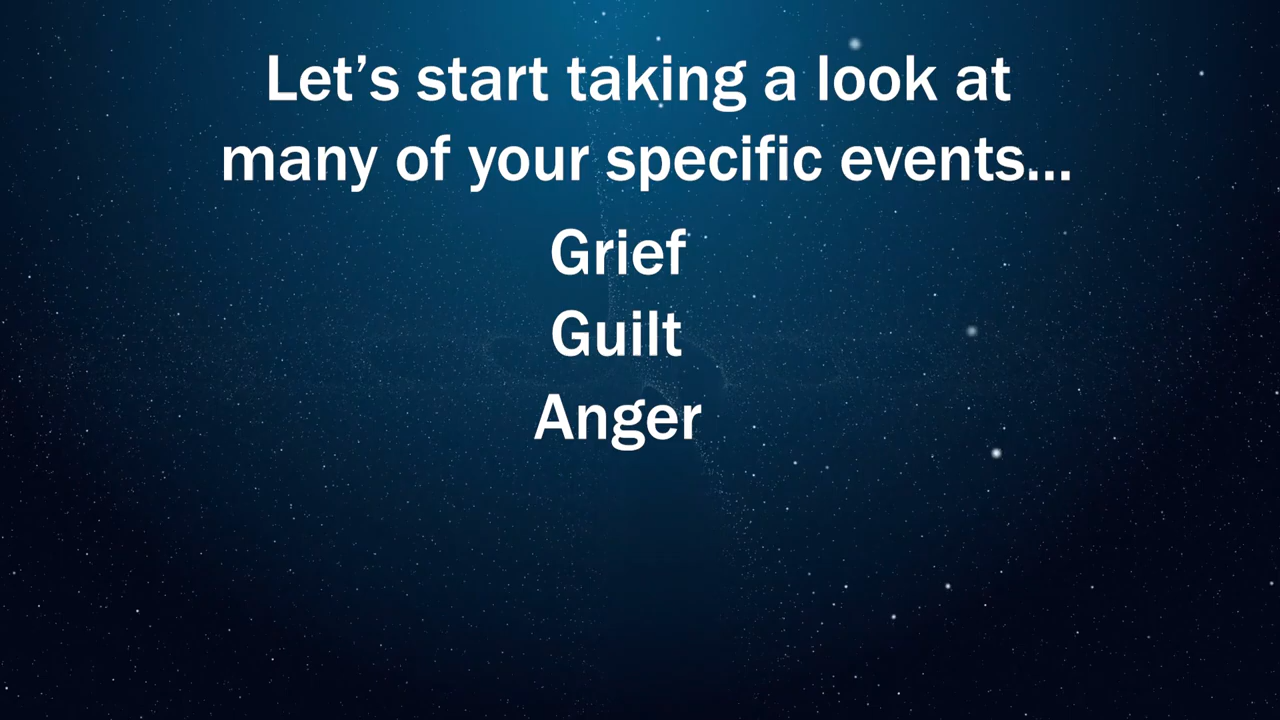 Let’s start taking a look at
many of your specific events...
Grief
Guilt
Anger